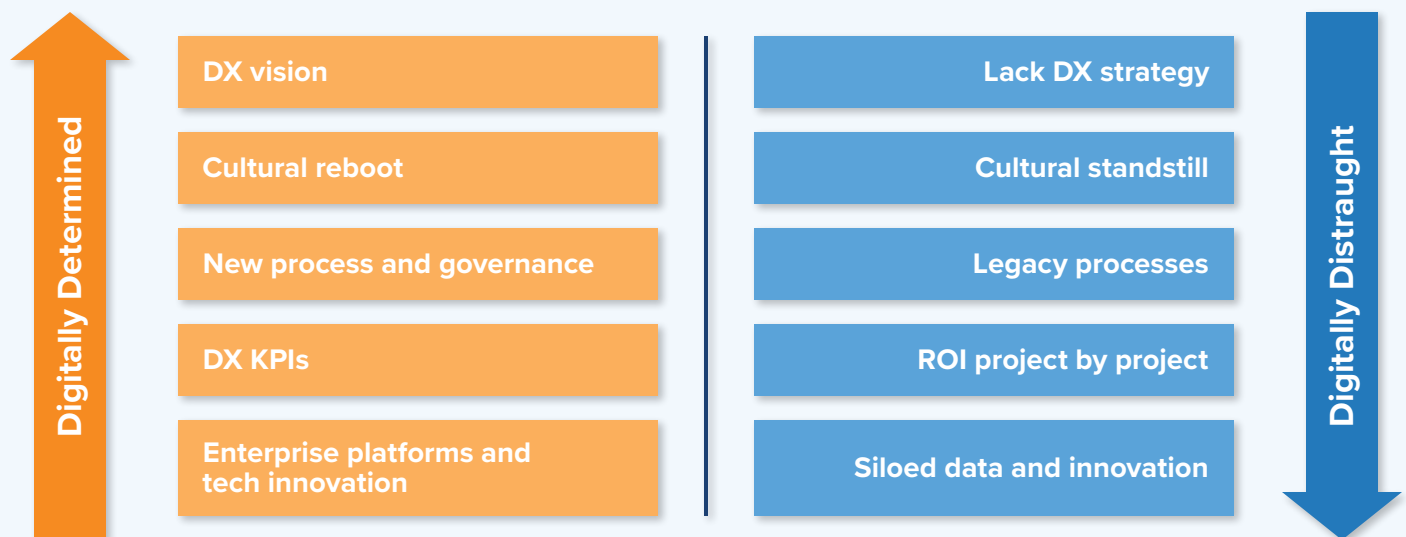 Digitally Determined
DX vision
Cultural reboot
New process and governance
DX KPIs
Enterprise platforms and
tech innovation
Lack DX strategy
Cultural standstill
Legacy processes
ROI project by project
Siloed data and innovation
Digitally Distraught